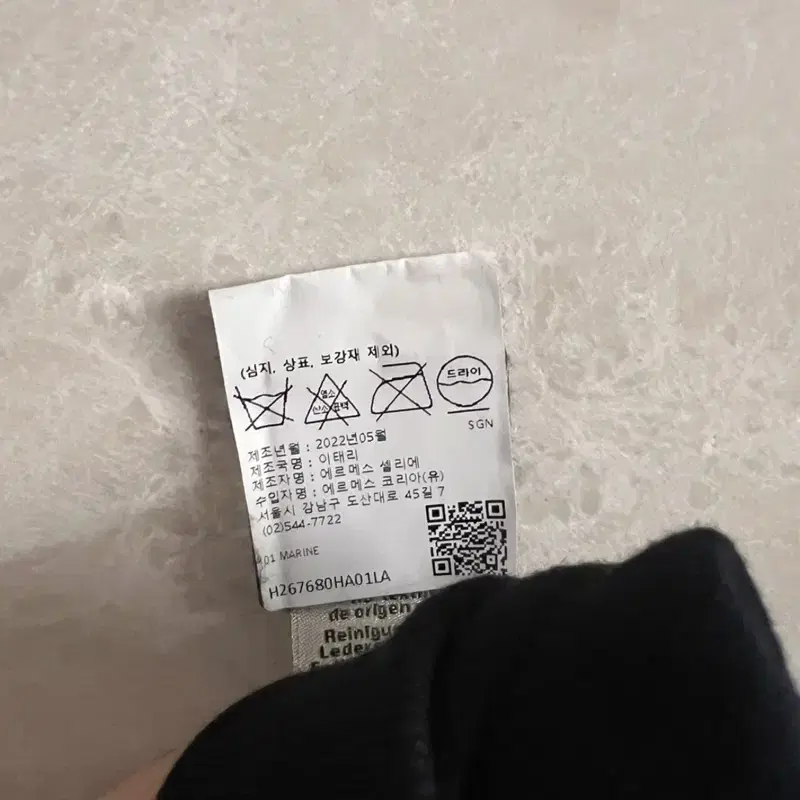 (심지, 상표, 보강재 제외)
염소
산소표백
드라이
SGN
제조년월 : 2022년05월
제조국명 : 이태리
제조자명 : 에르메스 셀리에
수입자명 : 에르메스 코리아(유)
서울시 강남구 도산대로 45길 7
(02)544-7722
01 MARINE
H267680HA01LA
de origen